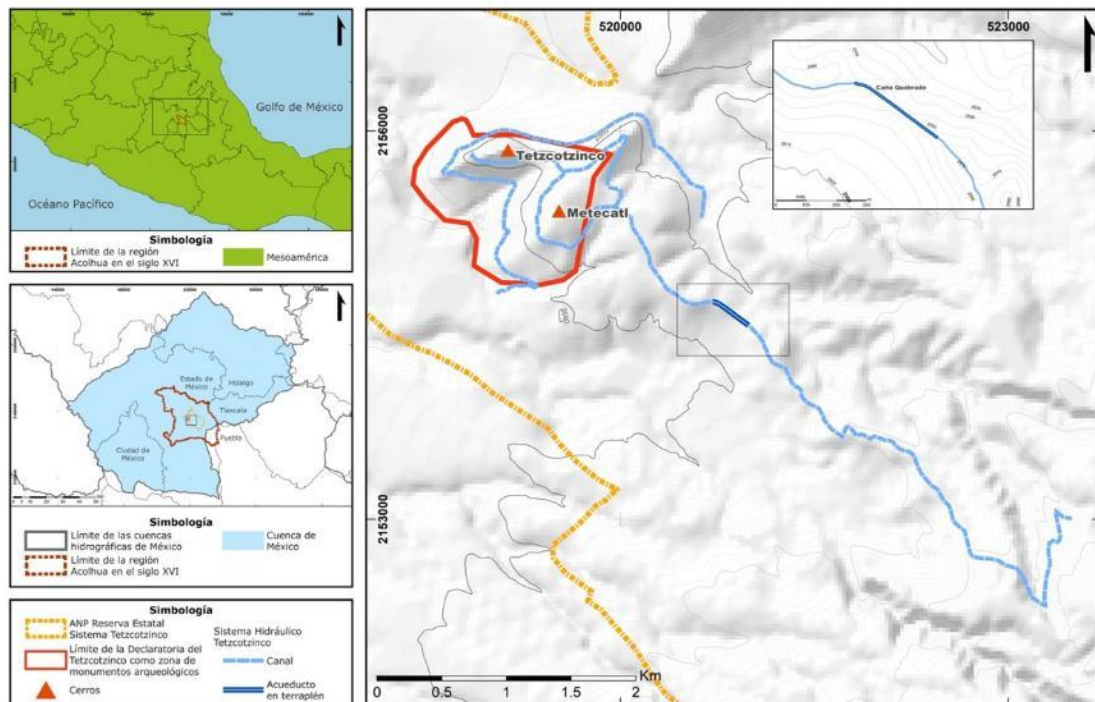 Golfo de México
Océano Pacífico
Simbología
Límite de la región
Acolhua en el siglo XVI
Mesoamérica
Estado de
México
Hidalgo
Tlaxcala
Puebla
Ciudad de
México
Simbología
Límite de las cuencas
hidrográficas de México
Cuenca de
México
Límite de la región
Acolhua en el siglo XVI
Simbología
ANP Reserva Estatal
Sistema Tetzcotzinco
Sistema Hidráulico
Tetzcotzinco
Límite de la Declaratoria del
Tetzcotzinco como zona de
monumentos arqueológicos
Canal
Cerros
Acueducto
en terraplén
520000
523000
2156000
2153000
Tetzcotzinco
Metecatl
Caño Quebrado
Km
0 0.5 1 1.5 2